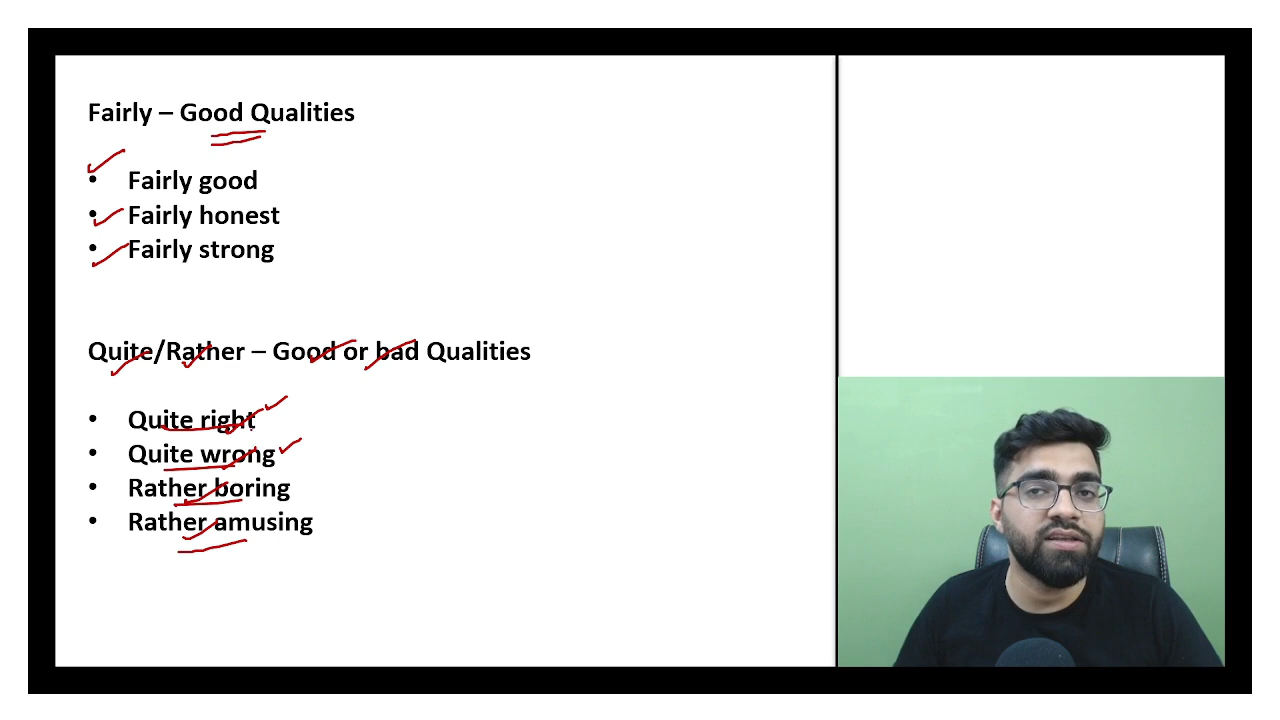 Fairly – Good Qualities
• Fairly good
• Fairly honest
• Fairly strong
Quite/Rather – Good or bad Qualities
• Quite right
• Quite wrong
• Rather boring
• Rather amusing